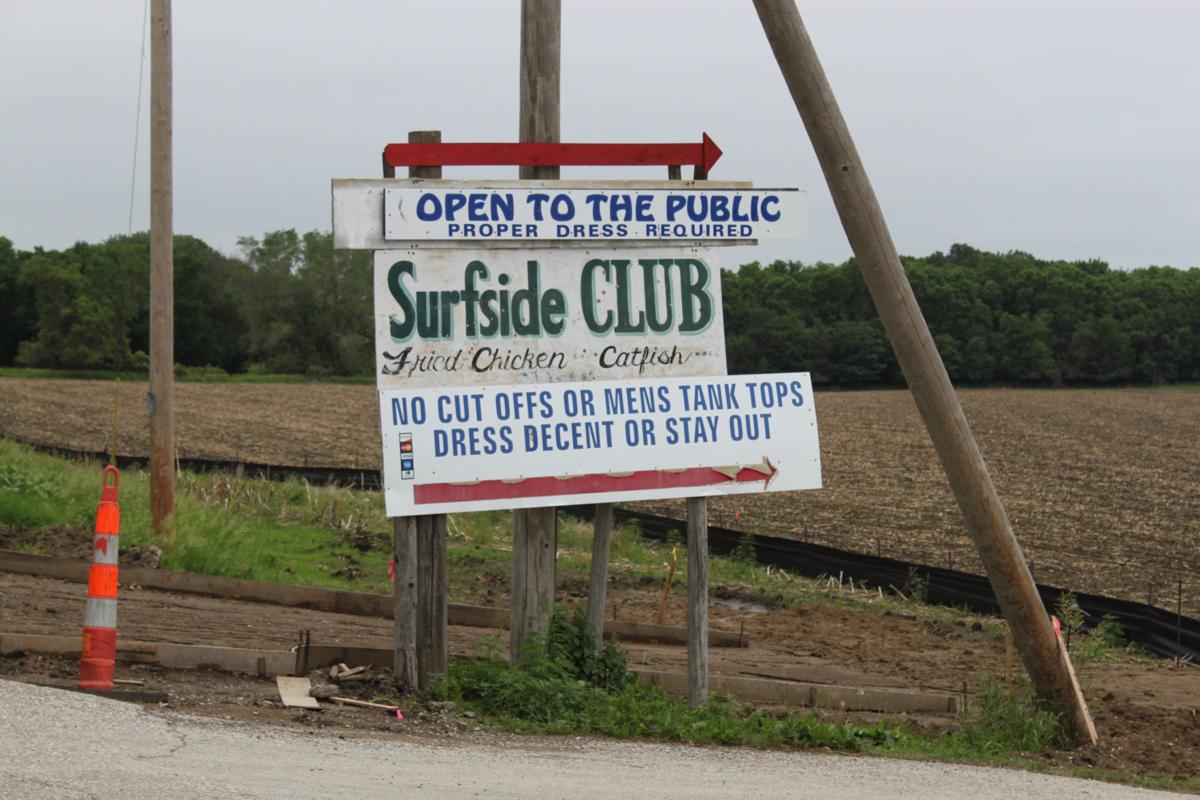 OPEN TO THE PUBLIC
PROPER DRESS REQUIRED
Surfside CLUB
Fried Chicken Catfish
NO CUT OFFS OR MENS TANK TOPS
DRESS DECENT OR STAY OUT